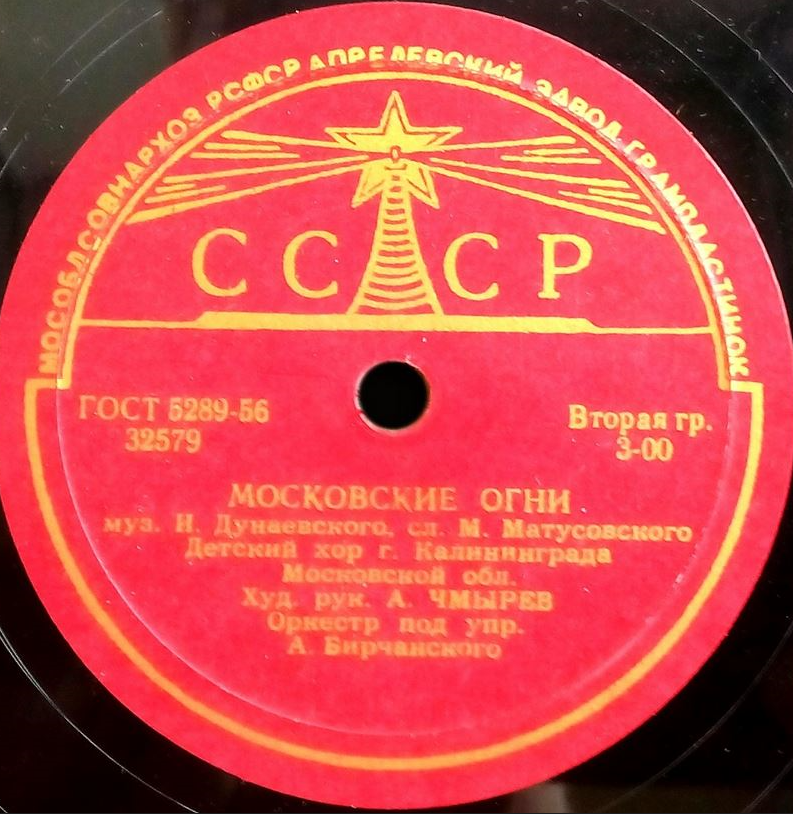 МОСОБЛСОВНАРХОЗ РСФСР АПРЕЛЕВСКИЙ ЗАВОД ГРАМПЛАСТИНОК
СССР
ГОСТ 5289-56
32579
Вторая гр.
3-00
МОСКОВСКИЕ ОГНИ
муз. И. Дунаевского, сл. М. Матусовского
Детский хор г. Калининграда
Московской обл.
Худ. рук. А. ЧМЫРЕВ
Оркестр под упр.
А. Бирчанского